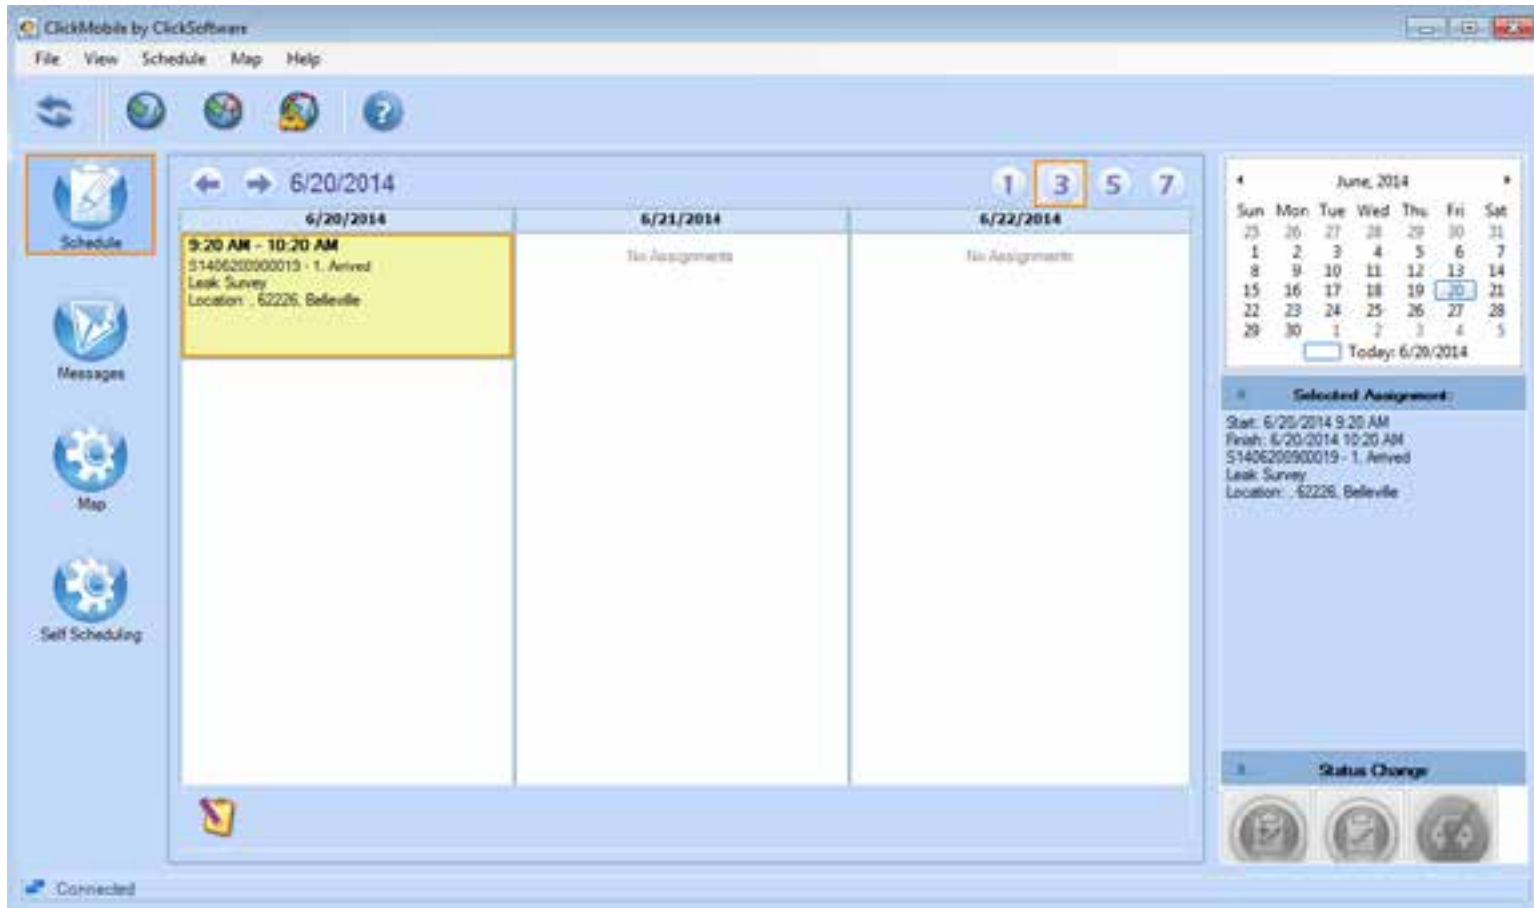 ClickMobile by ClickSoftware
File View Schedule Map Help
6/20/2014
1 3 5 7
6/20/2014 6/21/2014 6/22/2014
9:20 AM - 10:20 AM
S1406200900019 - 1. Arrived
Leak Survey
Location: , 62226, Belleville
No Assignments
No Assignments
Schedule
Messages
Map
Self Scheduling
June, 2014
Sun Mon Tue Wed Thu Fri Sat
25 26 27 28 29 30 31
1 2 3 4 5 6 7
8 9 10 11 12 13 14
15 16 17 18 19 20 21
22 23 24 25 26 27 28
29 30 1 2 3 4 5
Today: 6/20/2014
Selected Assignment:
Start: 6/20/2014 9:20 AM
Finish: 6/20/2014 10:20 AM
S1406200900019 - 1. Arrived
Leak Survey
Location: , 62226, Belleville
Status Change
Connected